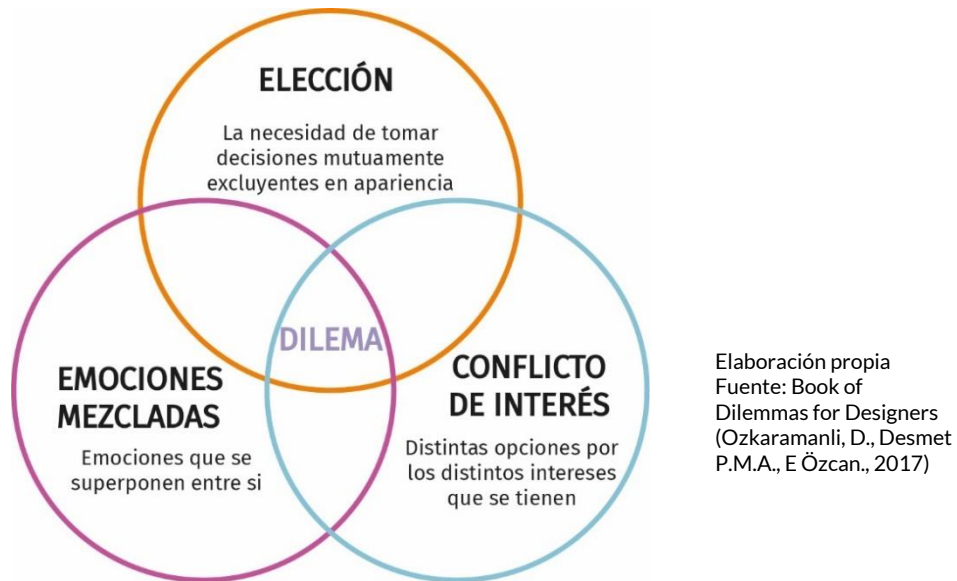 ELECCIÓN
La necesidad de tomar
decisiones mutuamente
excluyentes en apariencia
DILEMA
EMOCIONES
MEZCLADAS
Emociones que se
superponen entre si
CONFLICTO
DE INTERÉS
Distintas opciones por
los distintos intereses
que se tienen
Elaboración propia
Fuente: Book of
Dilemmas for Designers
(Ozkaramanli, D., Desmet
P.M.A., E Özcan., 2017)